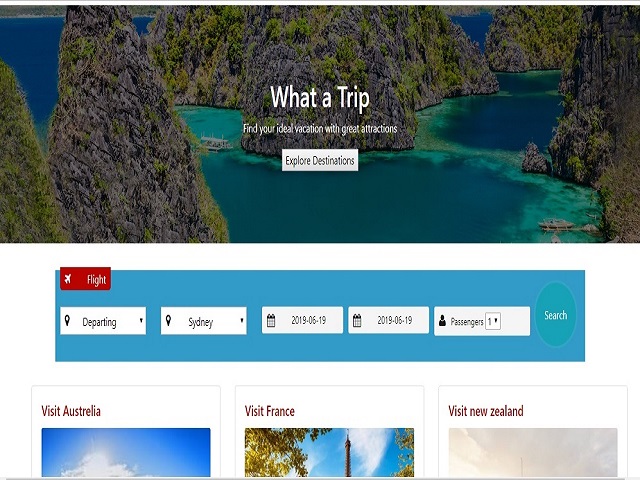 What a Trip
Find your ideal vacation with great attractions
Explore Destinations
Flight
Departing
Sydney
2019-06-19
2019-06-19
Passengers 1
Search
Visit Austrelia
Visit France
Visit new zealand